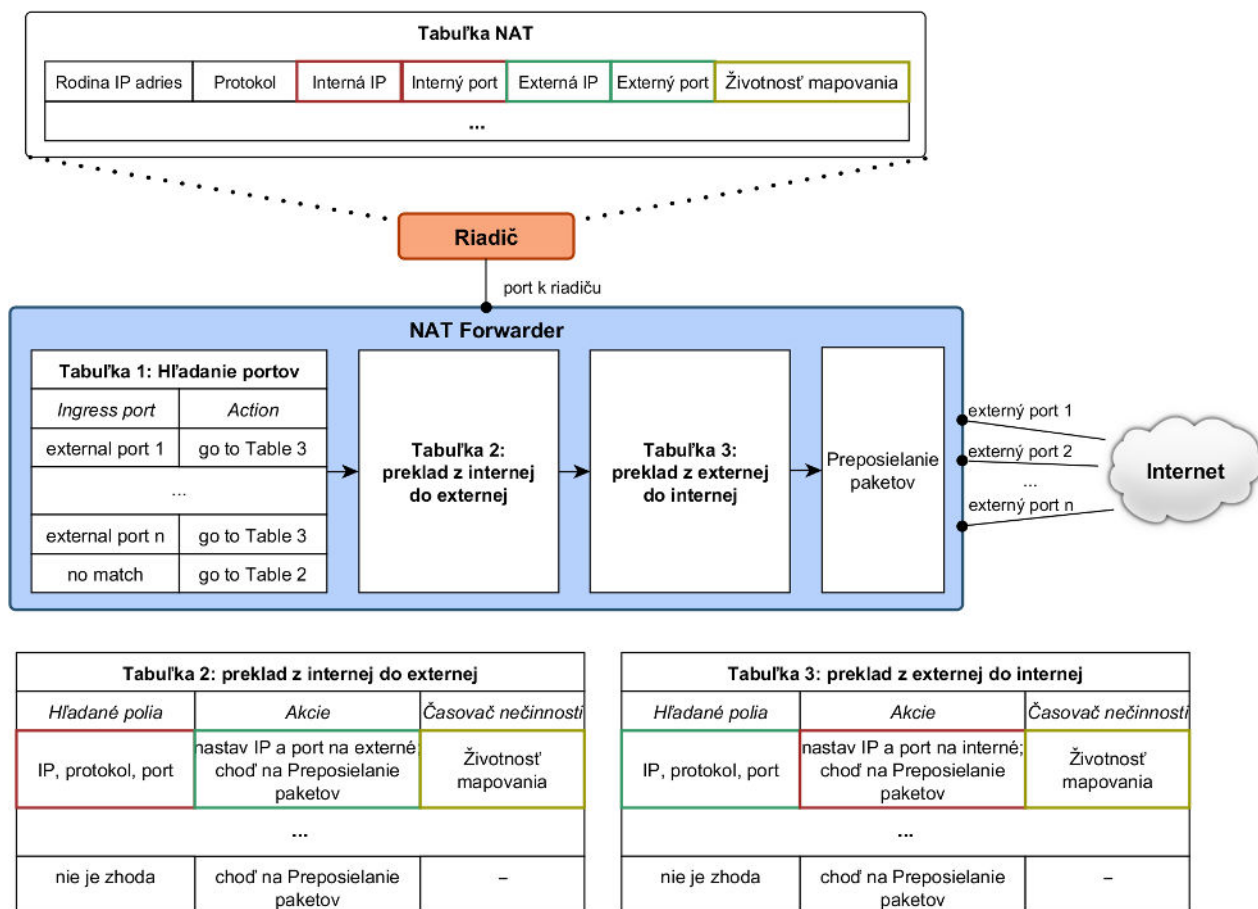 Tabuľka NAT
Rodina IP adries Protokol Interná IP Interný port Externá IP Externý port Životnosť mapovania
...
Riadič
port k riadiču
NAT Forwarder
Tabuľka 1: Hľadanie portov
Ingress port Action
external port 1 go to Table 3
...
external port n go to Table 3
no match go to Table 2
Tabuľka 2:
preklad z internej
do externej
Tabuľka 3:
preklad z externej
do internej
Preposielanie
paketov
externý port 1
externý port 2
...
externý port n
Internet
Tabuľka 2: preklad z internej do externej
Hľadané polia Akcie Časovač nečinnosti
IP, protokol, port
nastav IP a port na externé;
choď na Preposielanie
paketov
Životnosť
mapovania
...
nie je zhoda
choď na Preposielanie
paketov
–
Tabuľka 3: preklad z externej do internej
Hľadané polia Akcie Časovač nečinnosti
IP, protokol, port
nastav IP a port na interné;
choď na Preposielanie
paketov
Životnosť
mapovania
...
nie je zhoda
choď na Preposielanie
paketov
–